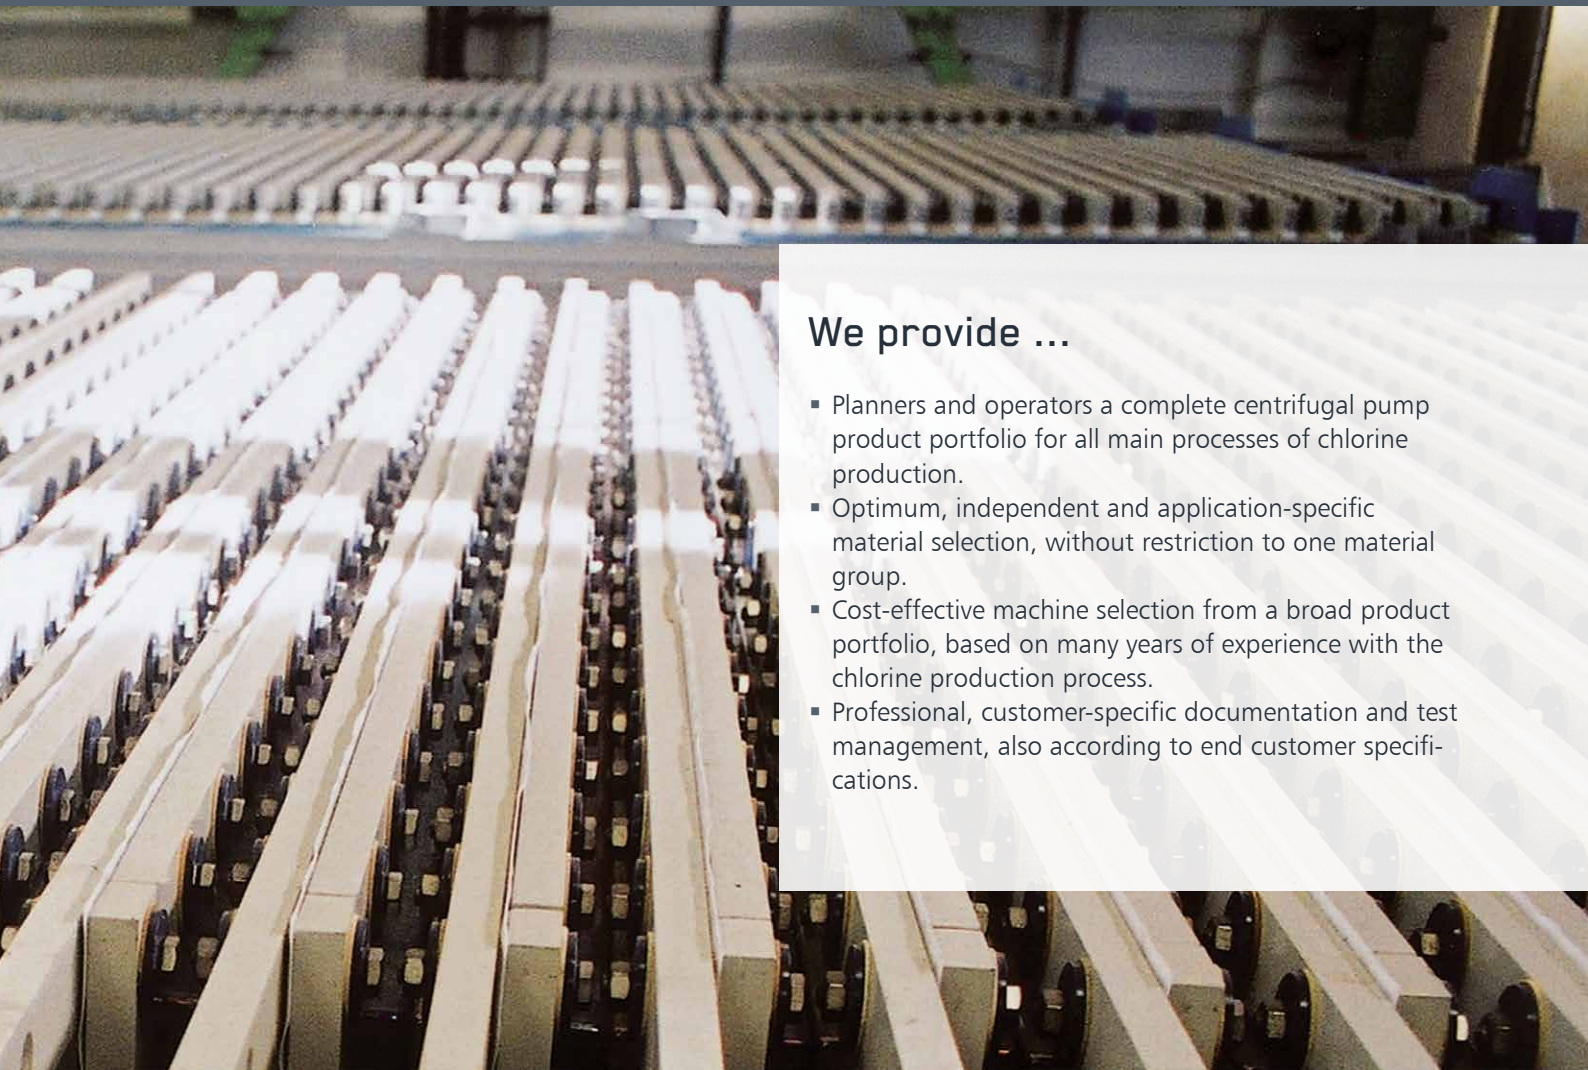 We provide ...
▪ Planners and operators a complete centrifugal pump
product portfolio for all main processes of chlorine
production.
▪ Optimum, independent and application-specific
material selection, without restriction to one material
group.
▪ Cost-effective machine selection from a broad product
portfolio, based on many years of experience with the
chlorine production process.
▪ Professional, customer-specific documentation and test
management, also according to end customer specifi-
cations.